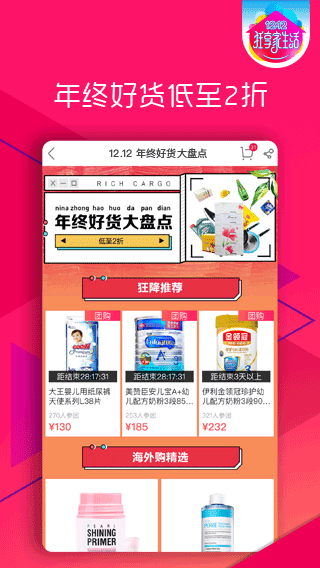 12.12
狂享家生活
年终好货低至2折
12.12 年终好货大盘点
RICH CARGO
nina zhong hao huo da pan dian
年终好货大盘点
低至2折
狂降推荐
团购
团购
团购
距结束28:17:31
距结束28:17:31
距结束3天以上
大王婴儿用纸尿裤天使系列L38片
美赞臣安儿宝A+幼儿配方奶粉3段85...
伊利金领冠珍护幼儿配方奶粉3段90...
270人参团
253人参团
321人参团
¥130
¥185
¥232
海外购精选
PEARL
SHINING
PRIMER